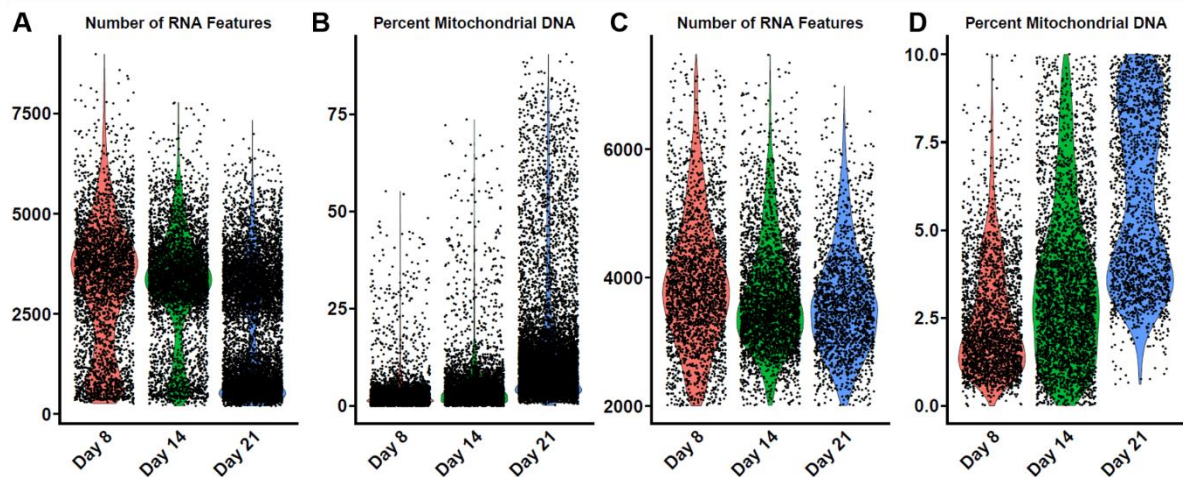 A Number of RNA Features
7500
5000
2500
0
Day 8 Day 14 Day 21
B Percent Mitochondrial DNA
75
50
25
0
Day 8 Day 14 Day 21
C Number of RNA Features
6000
4000
2000
Day 8 Day 14 Day 21
D Percent Mitochondrial DNA
10.0
7.5
5.0
2.5
0.0
Day 8 Day 14 Day 21